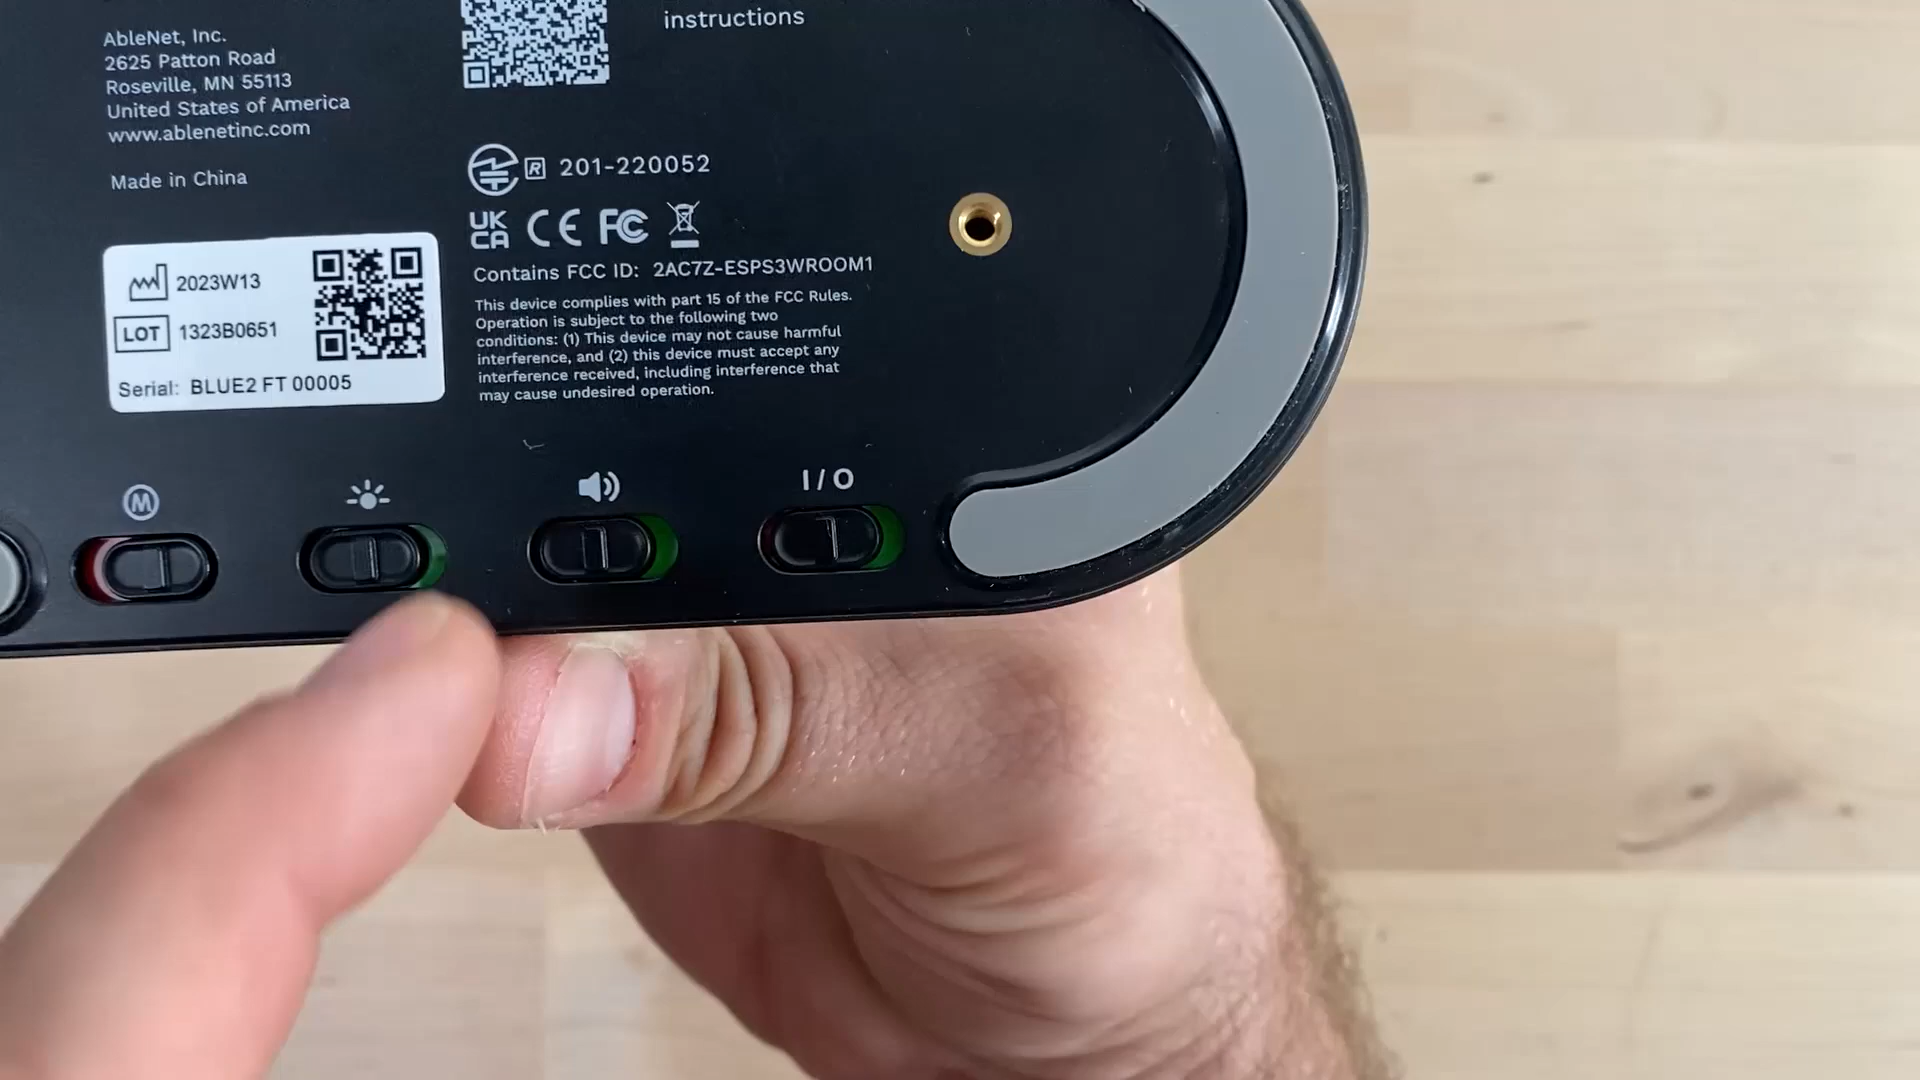 AbleNet, Inc.
2625 Patton Road
Roseville, MN 55113
United States of America
www.ablenetinc.com
Made in China
instructions
R 201-220052
UK
CA CE FC
Contains FCC ID: 2AC7Z-ESPS3WROOM1
This device complies with part 15 of the FCC Rules.
Operation is subject to the following two
conditions: (1) This device may not cause harmful
interference, and (2) this device must accept any
interference received, including interference that
may cause undesired operation.
2023W13
LOT 1323B0651
Serial: BLUE2 FT 00005
M
I/O